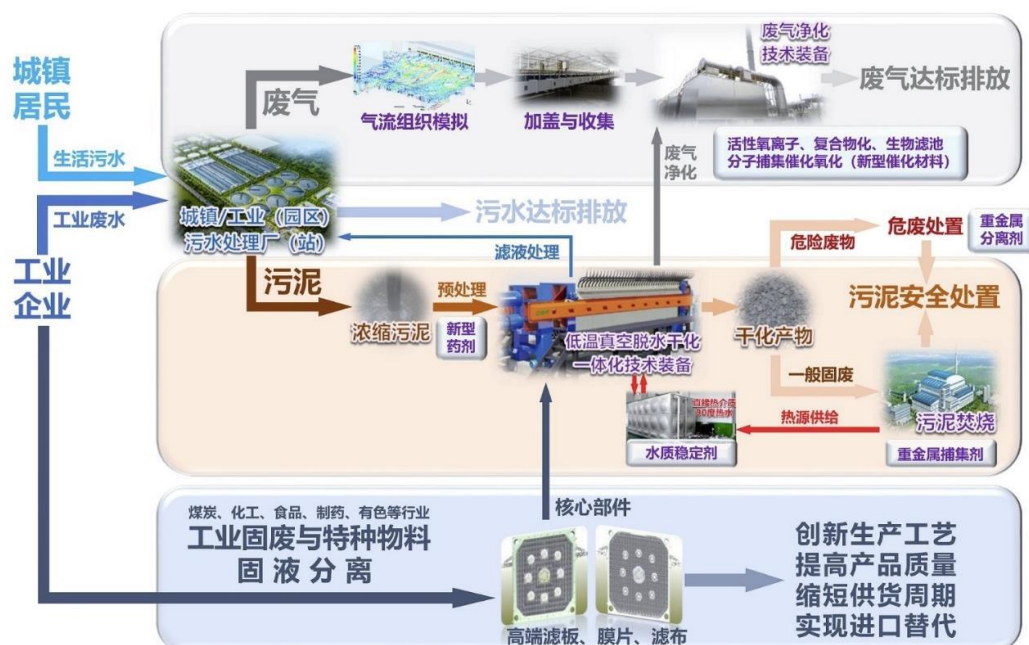 城镇
居民
生活污水
工业废水
工业
企业
城镇/工业（园区）
污水处理厂（站）
废气
气流组织模拟
加盖与收集
废气净化
技术装备
废气达标排放
活性氧离子、复合物化、生物滤池
分子捕集催化氧化（新型催化材料）
废气
净化
污水达标排放
滤液处理
污泥
浓缩污泥
预处理
新型
药剂
低温真空脱水干化
一体化技术装备
干化产物
危险废物
危废处置
重金属
分离剂
污泥安全处置
一般固废
污泥焚烧
重金属捕集剂
热源供给
直接热介质
90度热水
水质稳定剂
煤炭、化工、食品、制药、有色等行业
工业固废与特种物料
固液分离
核心部件
高端滤板、膜片、滤布
创新生产工艺
提高产品质量
缩短供货周期
实现进口替代